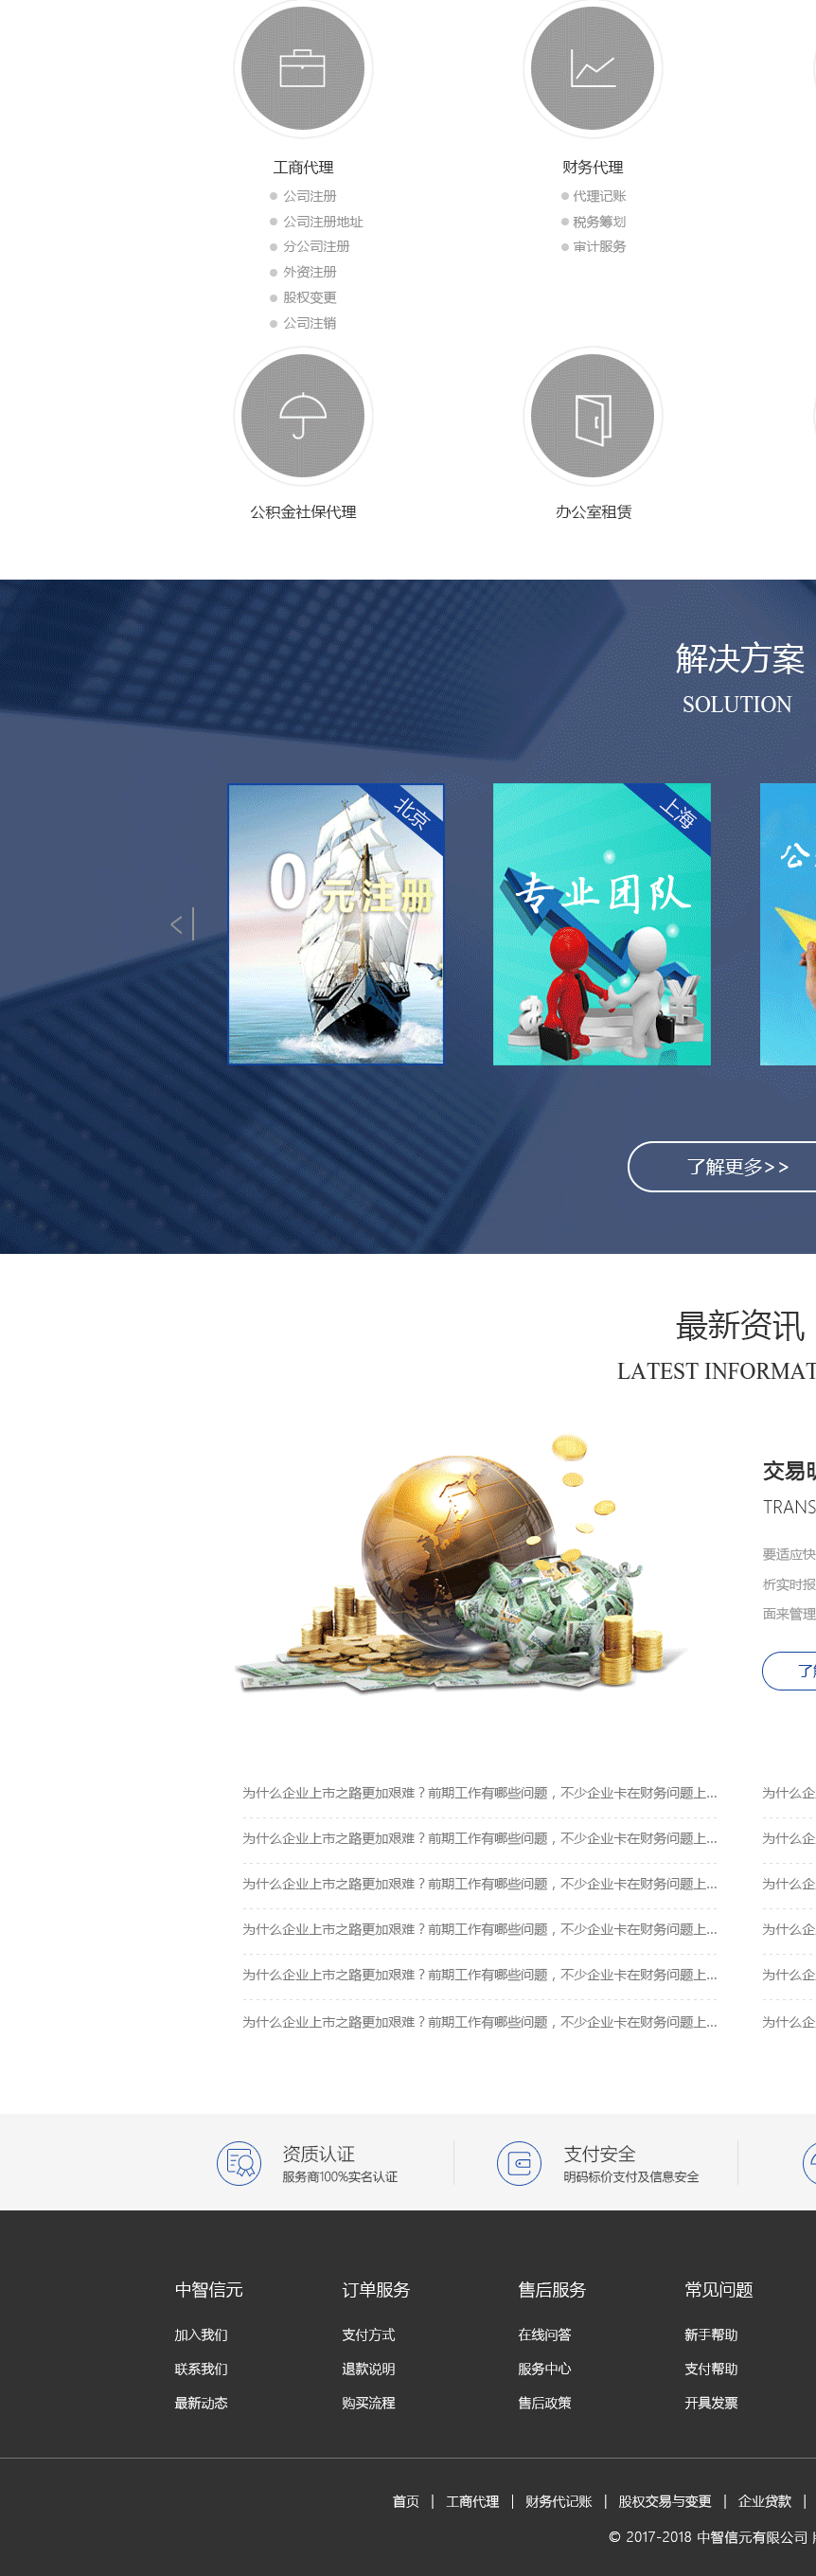 工商代理
公司注册
公司注册地址
分公司注册
外资注册
股权变更
公司注销
财务代理
代理记账
税务筹划
审计服务
公积金社保代理
办公室租赁
解决方案
SOLUTION
北京
0元注册
上海
专业团队
公
了解更多>>
最新资讯
LATEST INFORMAT
交易明
TRANS
要适应快
析实时报
面来管理
了解
为什么企业上市之路更加艰难？前期工作有哪些问题，不少企业卡在财务问题上...
为什么企业上市之路更加艰难？前期工作有哪些问题，不少企业卡在财务问题上...
为什么企业上市之路更加艰难？前期工作有哪些问题，不少企业卡在财务问题上...
为什么企业上市之路更加艰难？前期工作有哪些问题，不少企业卡在财务问题上...
为什么企业上市之路更加艰难？前期工作有哪些问题，不少企业卡在财务问题上...
为什么企业上市之路更加艰难？前期工作有哪些问题，不少企业卡在财务问题上...
为什么企
为什么企
为什么企
为什么企
为什么企
为什么企
资质认证
服务商100%实名认证
支付安全
明码标价支付及信息安全
中智信元
加入我们
联系我们
最新动态
订单服务
支付方式
退款说明
购买流程
售后服务
在线问答
服务中心
售后政策
常见问题
新手帮助
支付帮助
开具发票
首页 | 工商代理 | 财务代记账 | 股权交易与变更 | 企业贷款 |
© 2017-2018 中智信元有限公司